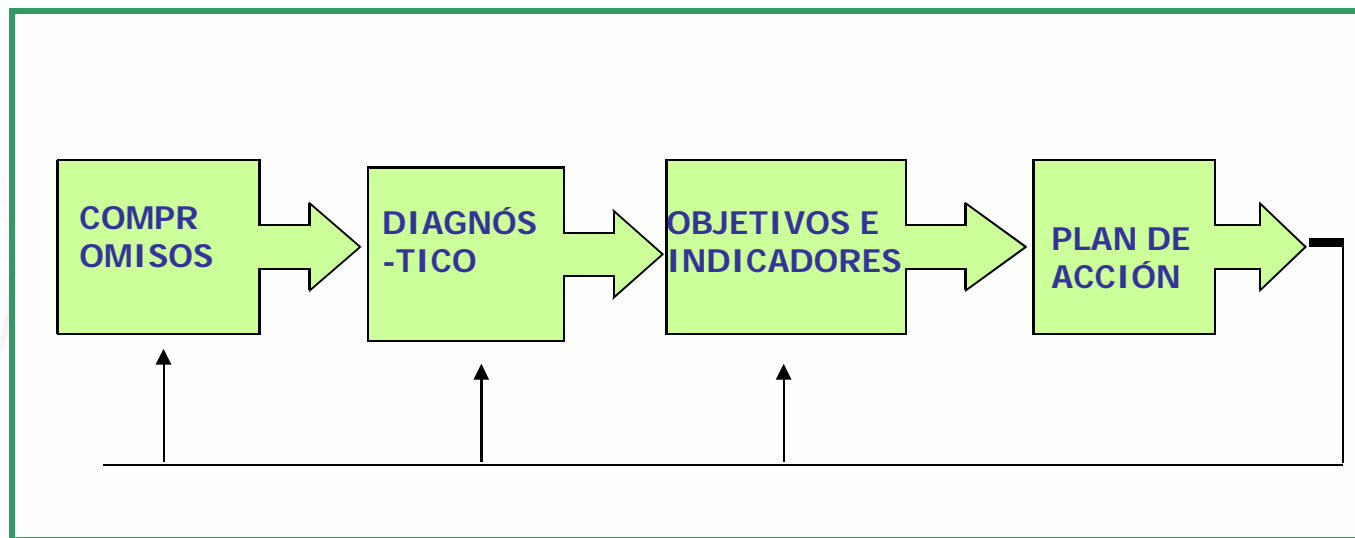 COMPR
OMISOS
DIAGNÓS
-TICO
OBJETIVOS E
INDICADORES
PLAN DE
ACCIÓN